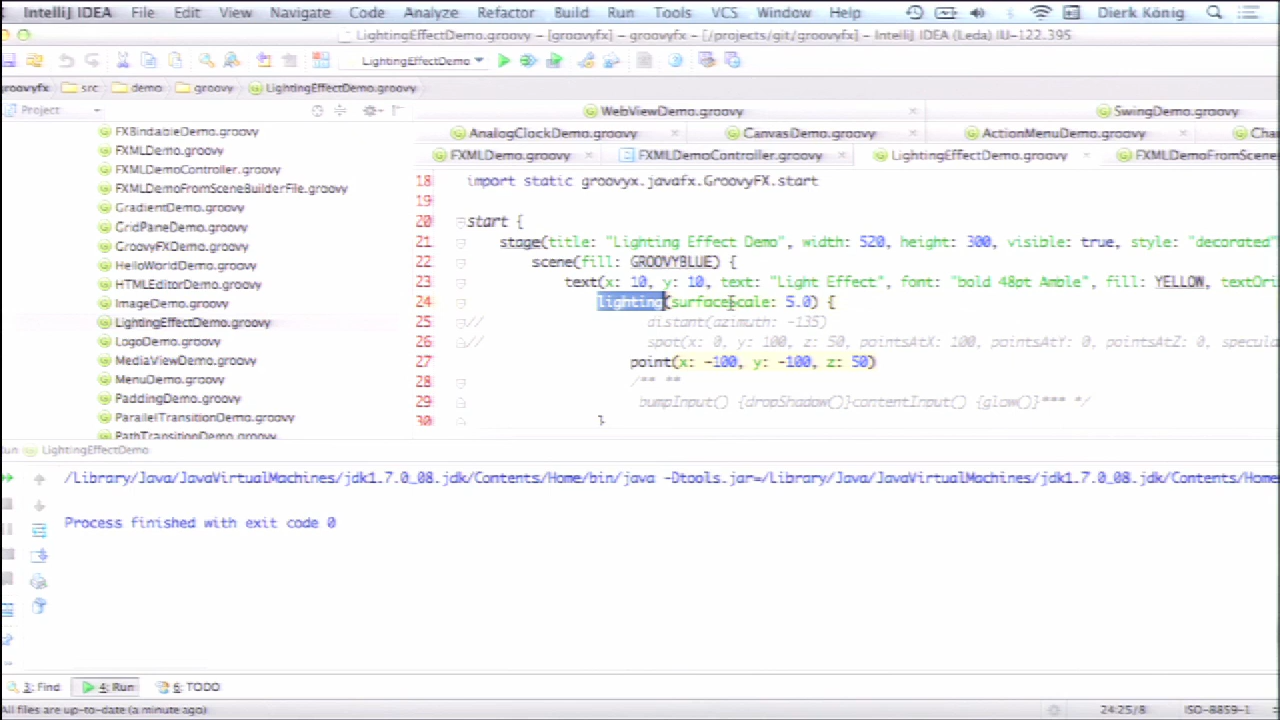 IntelliJ IDEA File Edit View Navigate Code Analyze Refactor Build Run Tools VCS Window Help Dierk König
LightingEffectDemo.groovy – [groovyfx] – groovyfx – [/projects/git/groovyfx] – IntelliJ IDEA (Leda) IU-122.395
LightingEffectDemo
groovyfx src demo groovy LightingEffectDemo.groovy
Project
WebViewDemo.groovy SwingDemo.groovy
AnalogClockDemo.groovy CanvasDemo.groovy ActionMenuDemo.groovy Cha
FXMLDemo.groovy FXMLDemoController.groovy LightingEffectDemo.groovy FXMLDemoFromScene
FXBindableDemo.groovy
FXMLDemo.groovy
FXMLDemoController.groovy
FXMLDemoFromSceneBuilderFile.groovy
GradientDemo.groovy
GridPaneDemo.groovy
GroovyFXDemo.groovy
HelloWorldDemo.groovy
HTMLEditorDemo.groovy
ImageDemo.groovy
LightingEffectDemo.groovy
LogoDemo.groovy
MediaViewDemo.groovy
MenuDemo.groovy
PaddingDemo.groovy
ParallelTransitionDemo.groovy
PathTransitionDemo.groovy
18 import static groovyx.javafx.GroovyFX.start
19
20 start {
21 stage(title: "Lighting Effect Demo", width: 520, height: 300, visible: true, style: "decorated"
22 scene(fill: GROOVYBLUE) {
23 text(x: 10, y: 10, text: "Light Effect", font: "bold 48pt Amble", fill: YELLOW, textOri
24 lighting(surfaceScale: 5.0) {
25 // distant(azimuth: -135)
26 // spot(x: 0, y: 100, z: 50, pointsAtX: 100, pointsAtY: 0, pointsAtZ: 0, specula
27 point(x: -100, y: -100, z: 50)
28 /** **
29 bumpInput() {dropShadow()}contentInput() {glow()}*** */
30 }
Run LightingEffectDemo
/Library/Java/JavaVirtualMachines/jdk1.7.0_08.jdk/Contents/Home/bin/java -Dtools.jar=/Library/Java/JavaVirtualMachines/jdk1.7.0_08.jdk/Contents/Home
Process finished with exit code 0
3: Find 4: Run 6: TODO
All files are up-to-date (a minute ago) 24:25/8 ISO-8859-1